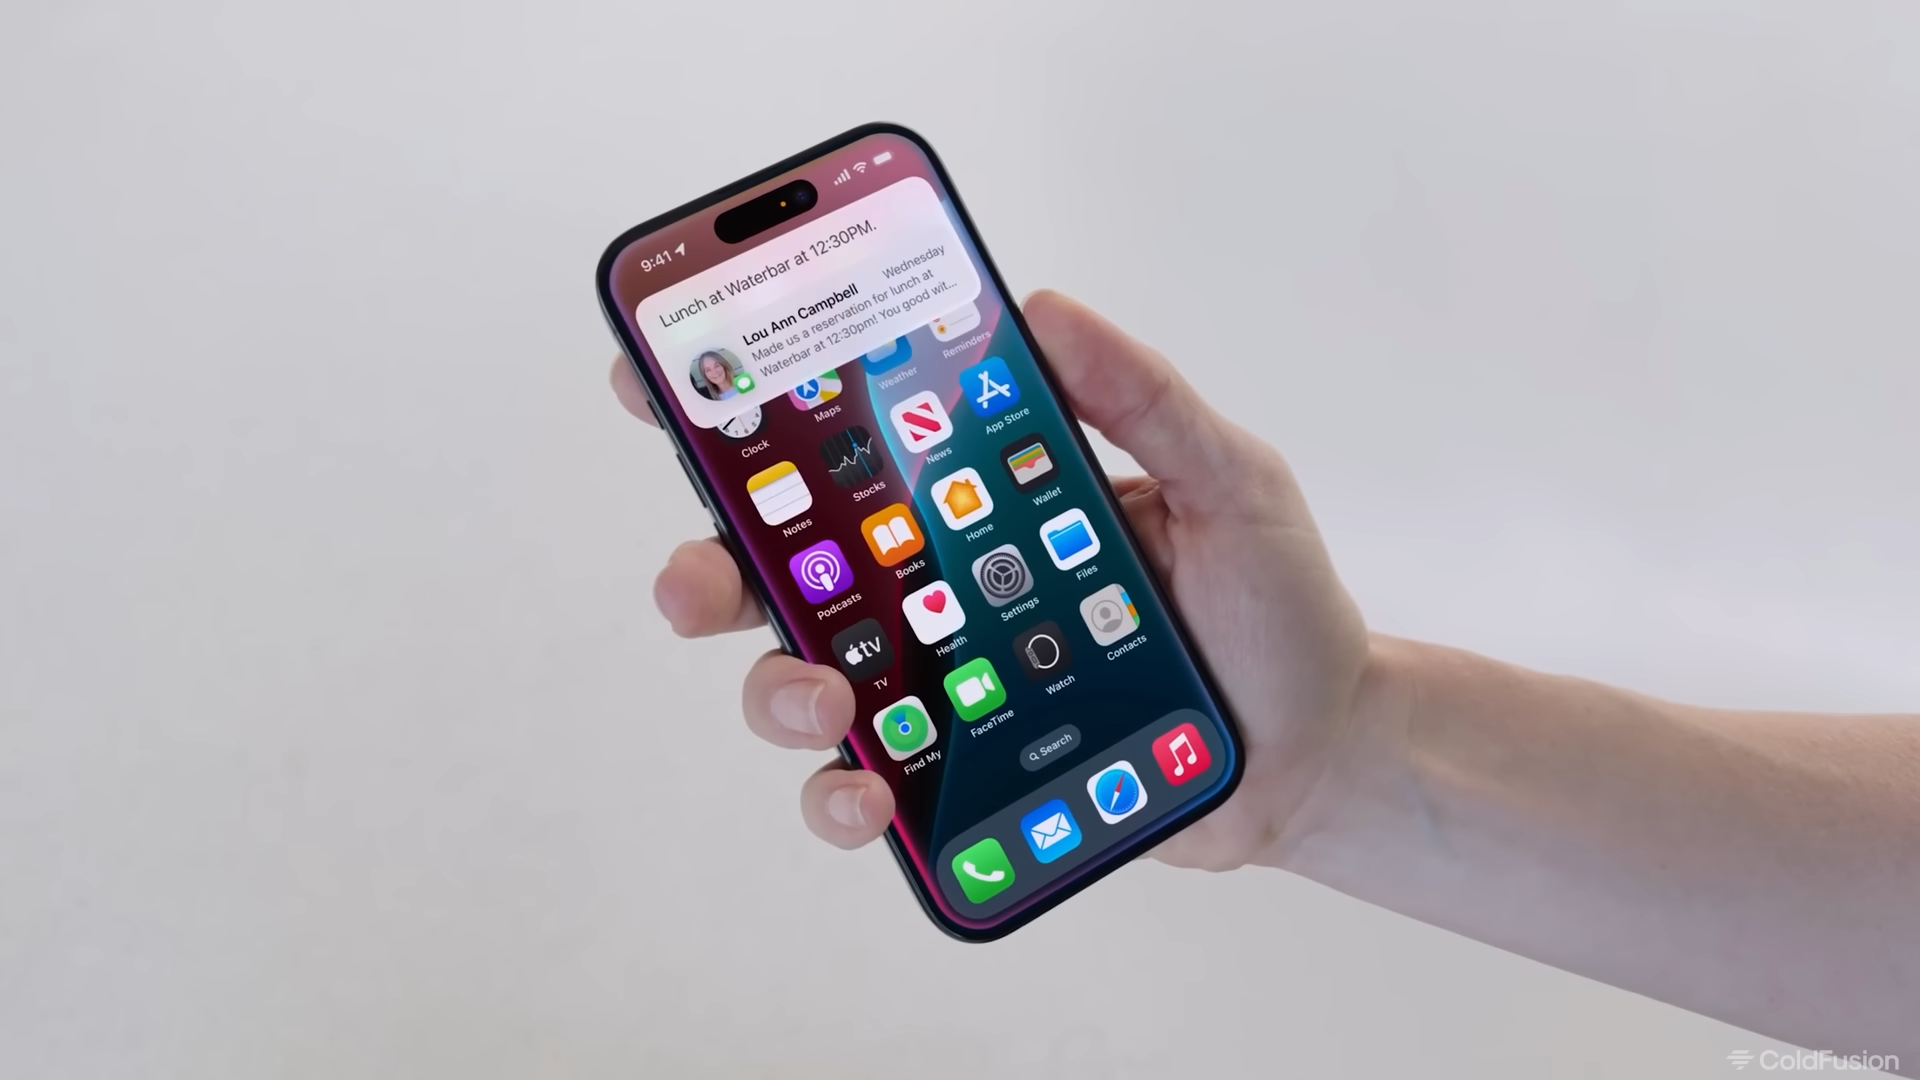 9:41
Lunch at Waterbar at 12:30PM.
Lou Ann Campbell
Wednesday
Made us a reservation for lunch at
Waterbar at 12:30pm! You good wit...
Clock
Maps
Weather
Reminders
Notes
Stocks
News
App Store
Podcasts
Books
Home
Wallet
tv
TV
Health
Settings
Files
Find My
FaceTime
Watch
Contacts
Search
ColdFusion